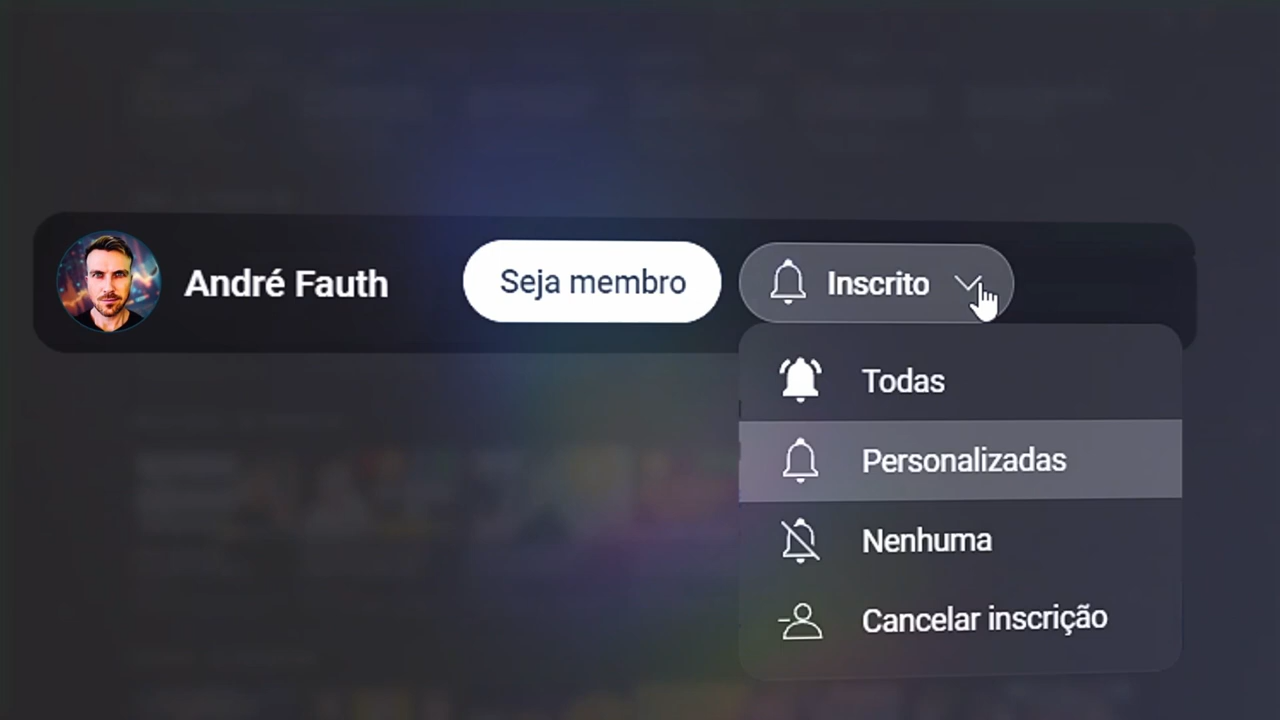 André Fauth
Seja membro
Inscrito
Todas
Personalizadas
Nenhuma
Cancelar inscrição